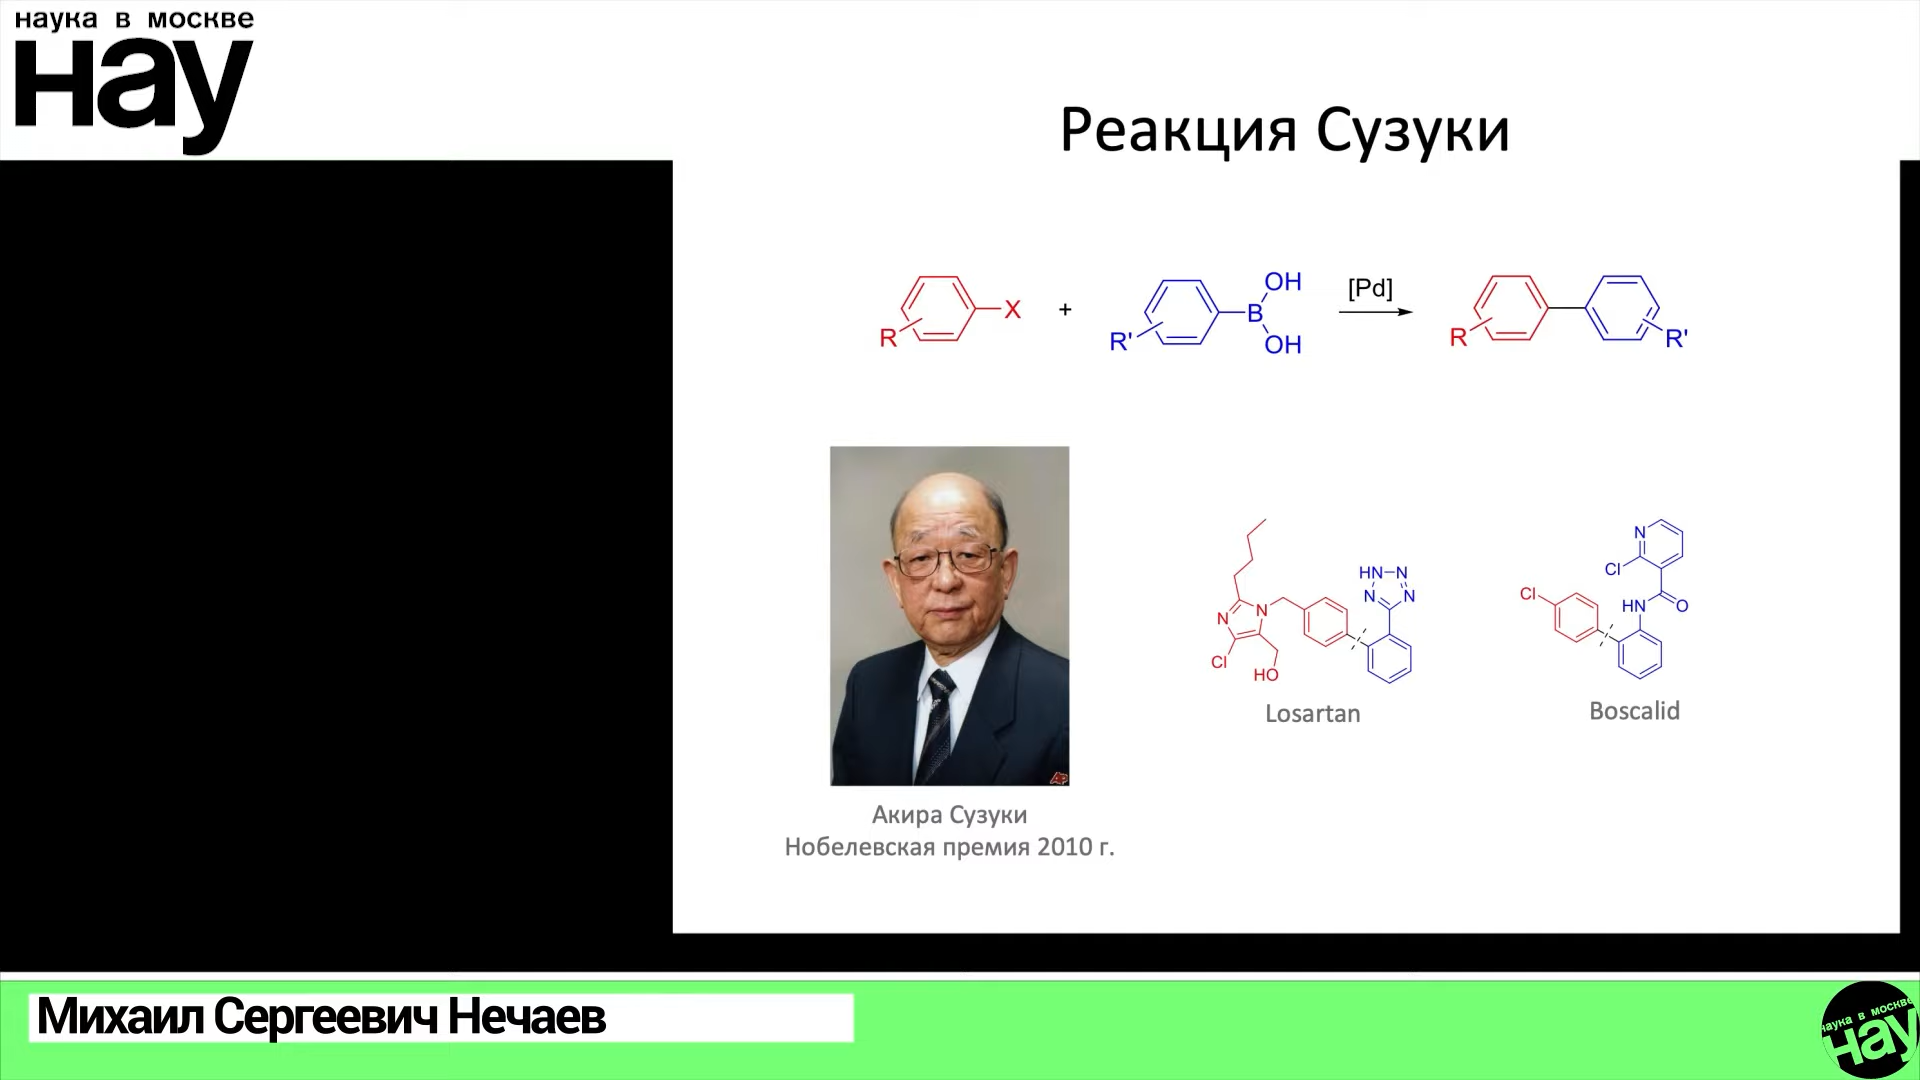 наука в москве
нау
Реакция Сузуки
R
X
+
R'
B
OH
OH
[Pd]
R
R'
N
N
Cl
HO
HN
N
N
N
Losartan
N
Cl
Cl
HN
O
Boscalid
AP
Акира Сузуки
Нобелевская премия 2010 г.
Михаил Сергеевич Нечаев
наука в москве
нау